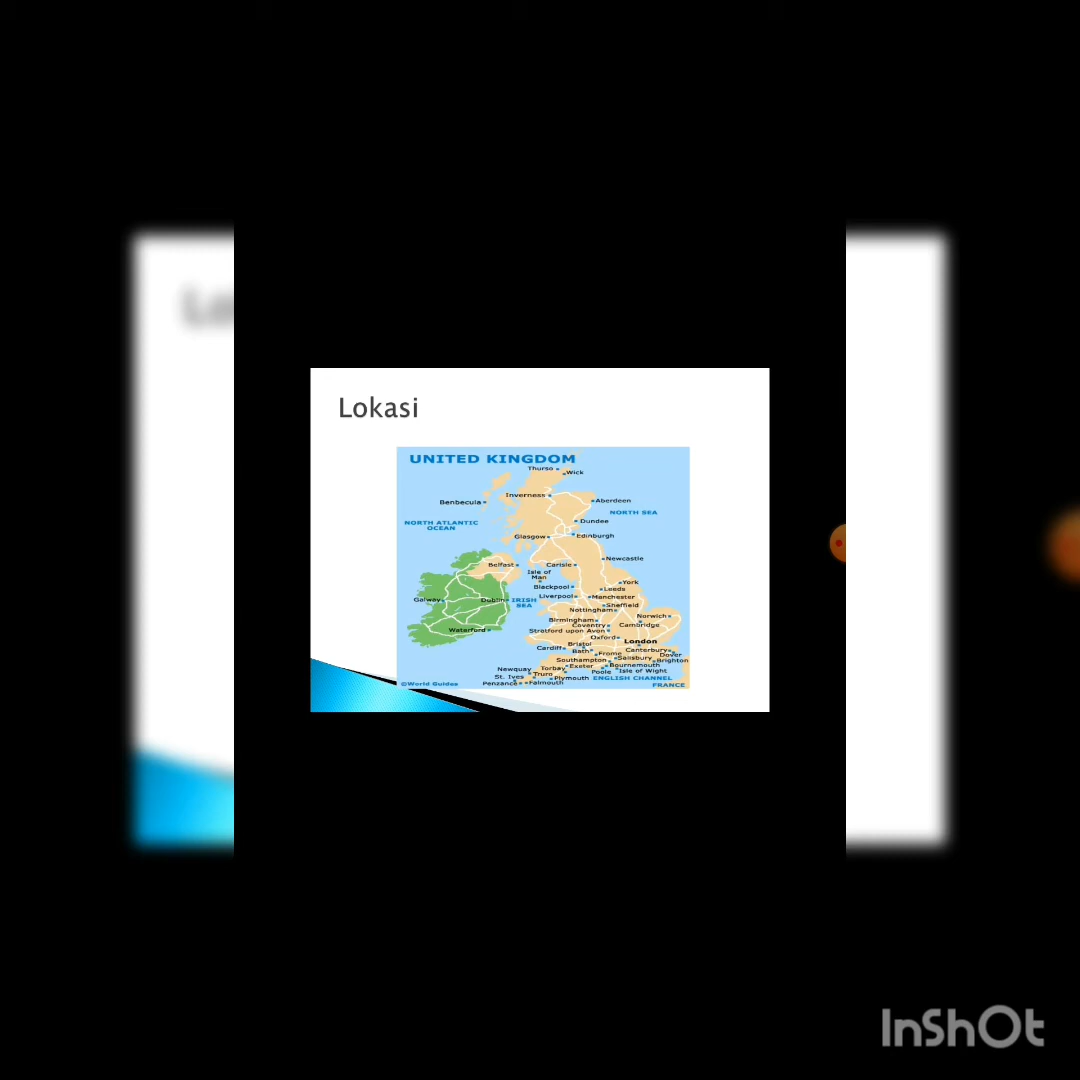 Lokasi
UNITED KINGDOM
Thurso
Wick
Inverness
Aberdeen
Benbecula
NORTH SEA
NORTH ATLANTIC
OCEAN
Dundee
Glasgow
Edinburgh
Newcastle
Belfast
Carlisle
Isle of
Man
York
Blackpool
Leeds
Liverpool
Manchester
Galway
Dublin
IRISH
SEA
Sheffield
Nottingham
Norwich
Birmingham
Coventry
Cambridge
Waterford
Stratford upon Avon
Oxford
London
Bristol
Cardiff
Bath
Frome
Canterbury
Dover
Salisbury
Brighton
Southampton
Bournemouth
Newquay
Torbay
Exeter
Poole
Isle of Wight
St. Ives
Truro
Plymouth
ENGLISH CHANNEL
Penzance
Falmouth
FRANCE
©World Guides
Lo
InShOt